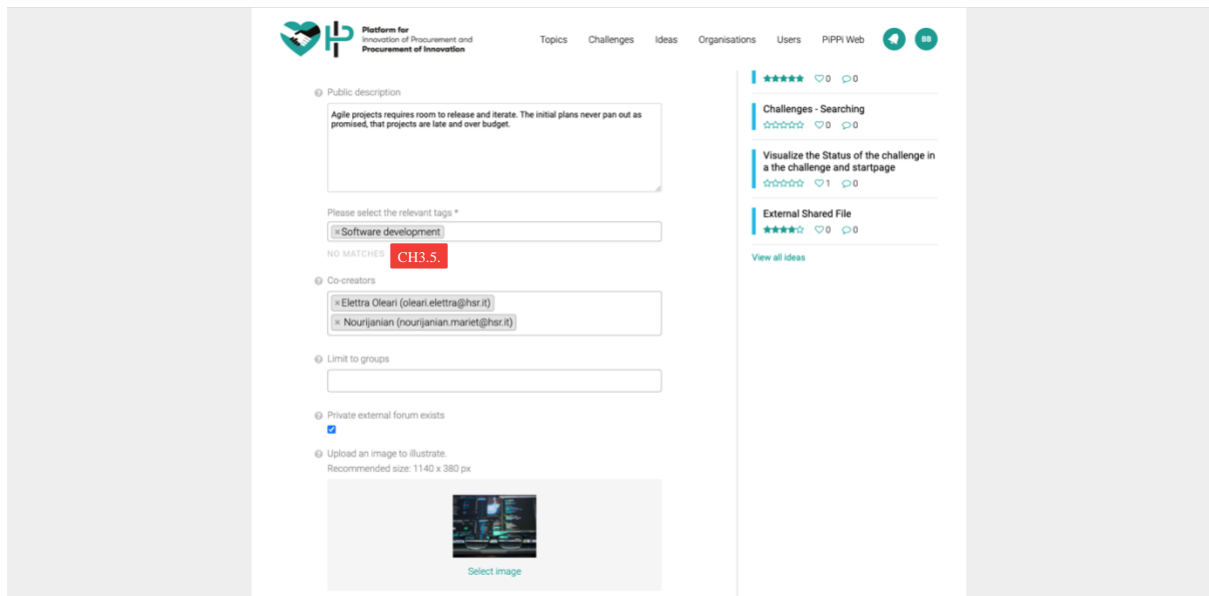 Platform for
Innovation of Procurement and
Procurement of Innovation
Topics Challenges Ideas Organisations Users PiPPi Web BB
Public description
Agile projects requires room to release and iterate. The initial plans never pan out as
promised, that projects are late and over budget.
Please select the relevant tags *
×Software development
NO MATCHES
CH3.5.
Co-creators
×Elettra Oleari (oleari.elettra@hsr.it)
× Nourijanian (nourijanian.mariet@hsr.it)
Limit to groups
Private external forum exists
Upload an image to illustrate.
Recommended size: 1140 x 380 px
Select image
0 0
Challenges - Searching
0 0
Visualize the Status of the challenge in
a the challenge and startpage
1 0
External Shared File
0 0
View all ideas